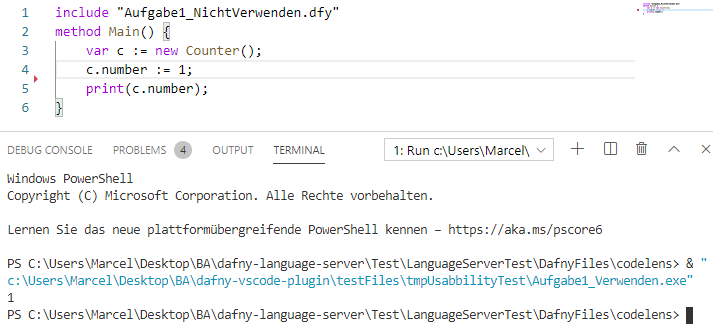 1 include "Aufgabe1_NichtVerwenden.dfy"
2 method Main() {
3 var c := new Counter();
4 c.number := 1;
5 print(c.number);
6 }
DEBUG CONSOLE PROBLEMS 4 OUTPUT TERMINAL 1: Run c:\Users\Marcel\
Windows PowerShell
Copyright (C) Microsoft Corporation. Alle Rechte vorbehalten.
Lernen Sie das neue plattformübergreifende PowerShell kennen – https://aka.ms/pscore6
PS C:\Users\Marcel\Desktop\BA\dafny-language-server\Test\LanguageServerTest\DafnyFiles\codelens> & "
c:\Users\Marcel\Desktop\BA\dafny-vscode-plugin\testFiles\tmpUsabbilityTest\Aufgabe1_Verwenden.exe"
1
PS C:\Users\Marcel\Desktop\BA\dafny-language-server\Test\LanguageServerTest\DafnyFiles\codelens>